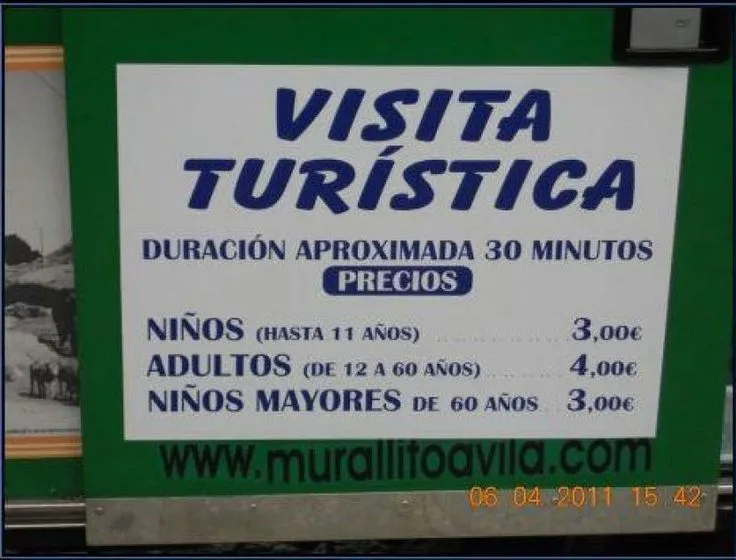 VISITA
TURÍSTICA
DURACIÓN APROXIMADA 30 MINUTOS
PRECIOS
NIÑOS (HASTA 11 AÑOS) ................ 3,00€
ADULTOS (DE 12 A 60 AÑOS) .......... 4,00€
NIÑOS MAYORES DE 60 AÑOS .. 3,00€
www.murallitoavila.com
06 04 2011 15 42